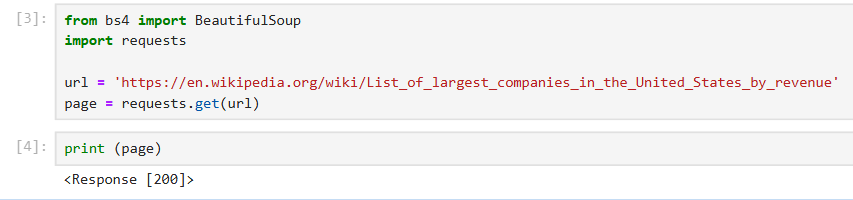 [3]: from bs4 import BeautifulSoup
import requests
url = 'https://en.wikipedia.org/wiki/List_of_largest_companies_in_the_United_States_by_revenue'
page = requests.get(url)
[4]: print (page)
<Response [200]>